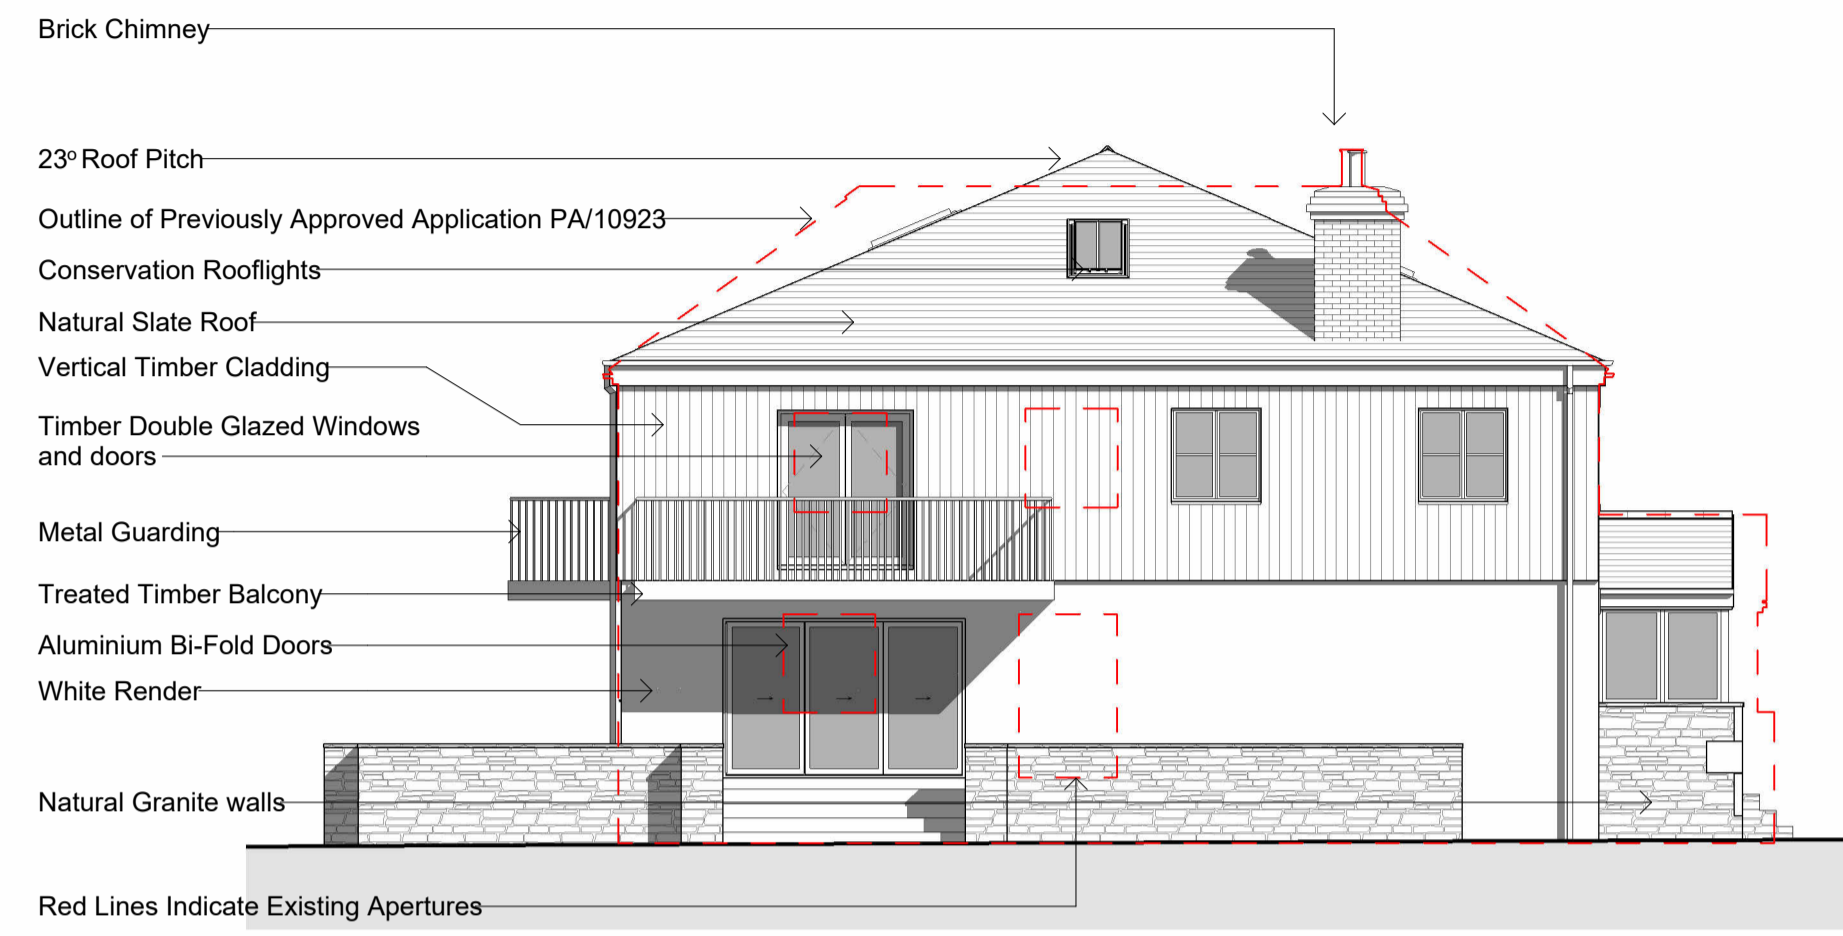 Brick Chimney
23º Roof Pitch
Outline of Previously Approved Application PA/10923
Conservation Rooflights
Natural Slate Roof
Vertical Timber Cladding
Timber Double Glazed Windows
and doors
Metal Guarding
Treated Timber Balcony
Aluminium Bi-Fold Doors
White Render
Natural Granite walls
Red Lines Indicate Existing Apertures